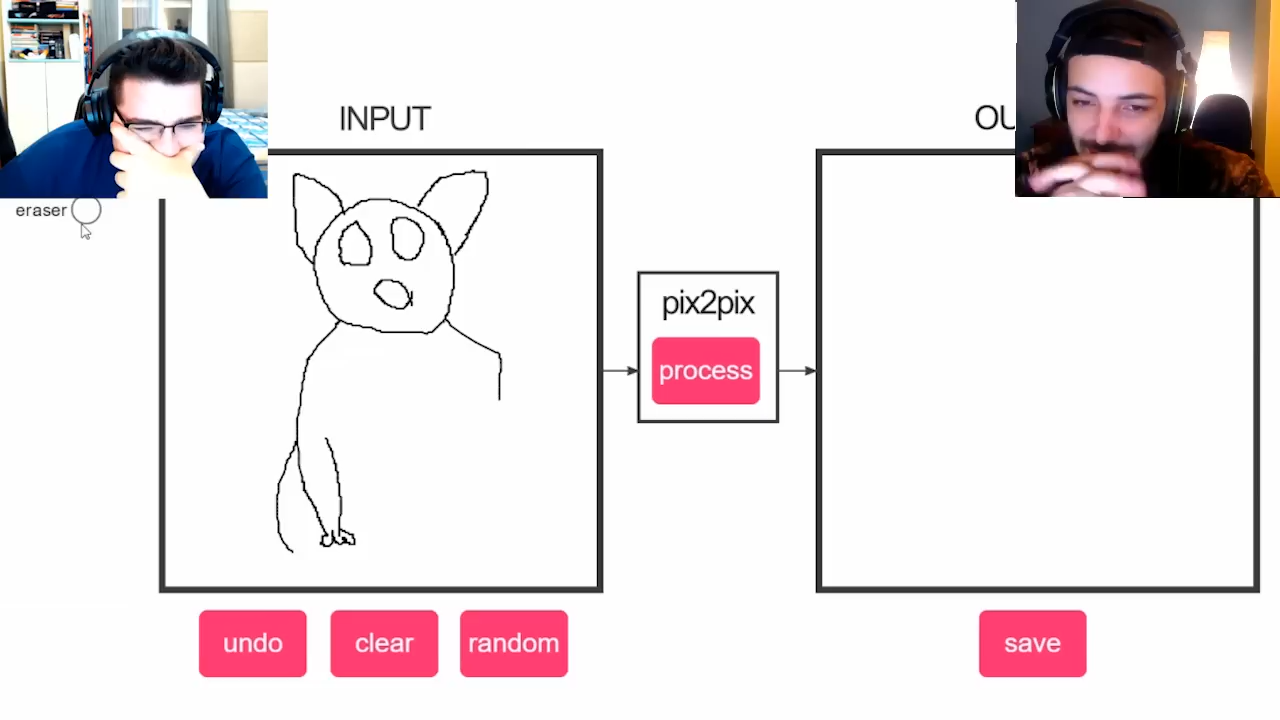 INPUT
OU
eraser
pix2pix
process
undo
clear
random
save